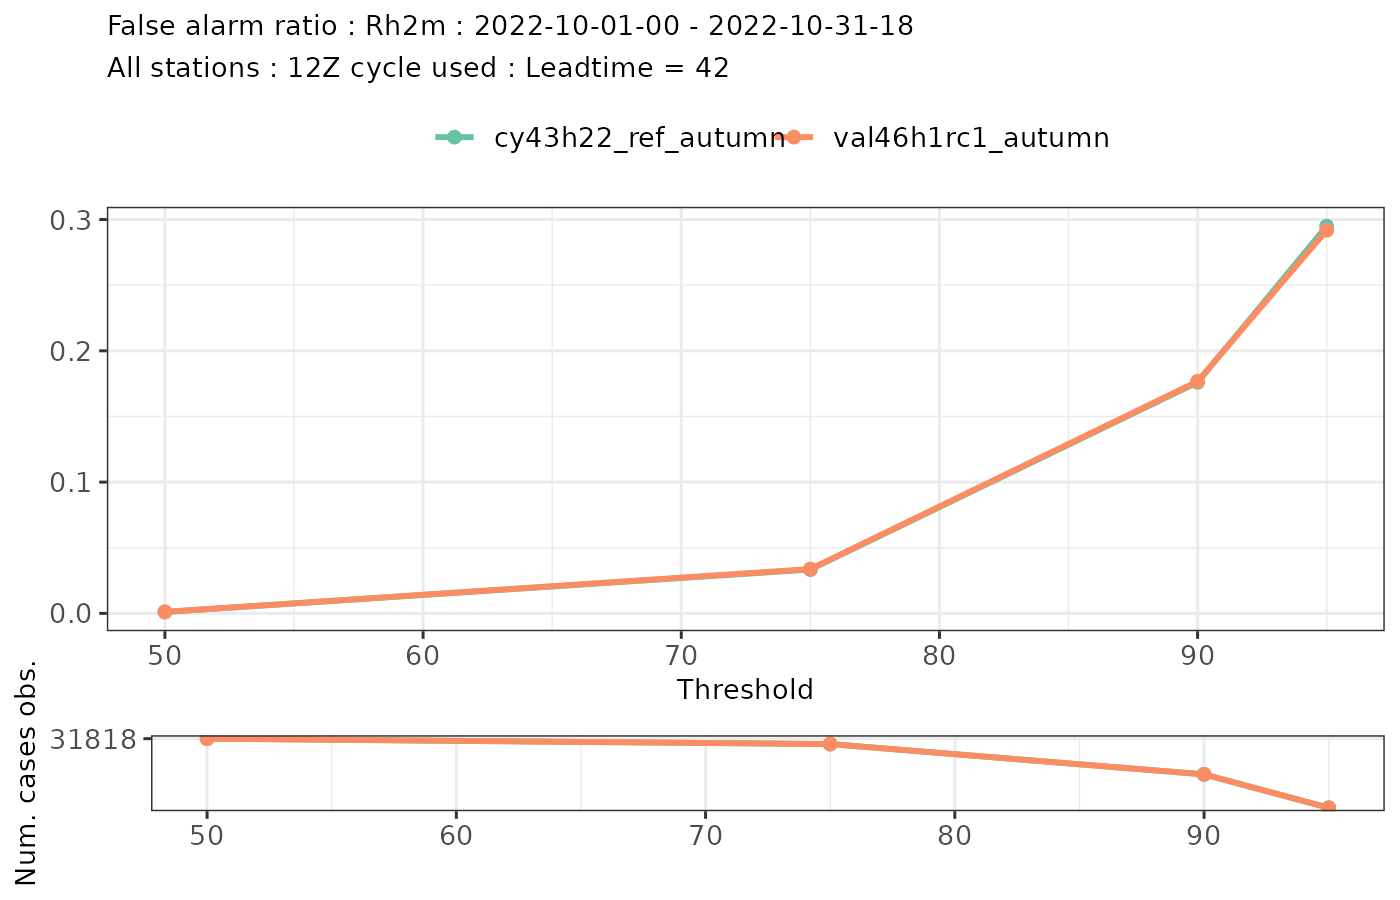 False alarm ratio : Rh2m : 2022-10-01-00 - 2022-10-31-18
All stations : 12Z cycle used : Leadtime = 42
cy43h22_ref_autumn val46h1rc1_autumn
0.3
0.2
0.1
0.0
50 60 70 80 90
Threshold
Num. cases obs.
31818
50 60 70 80 90